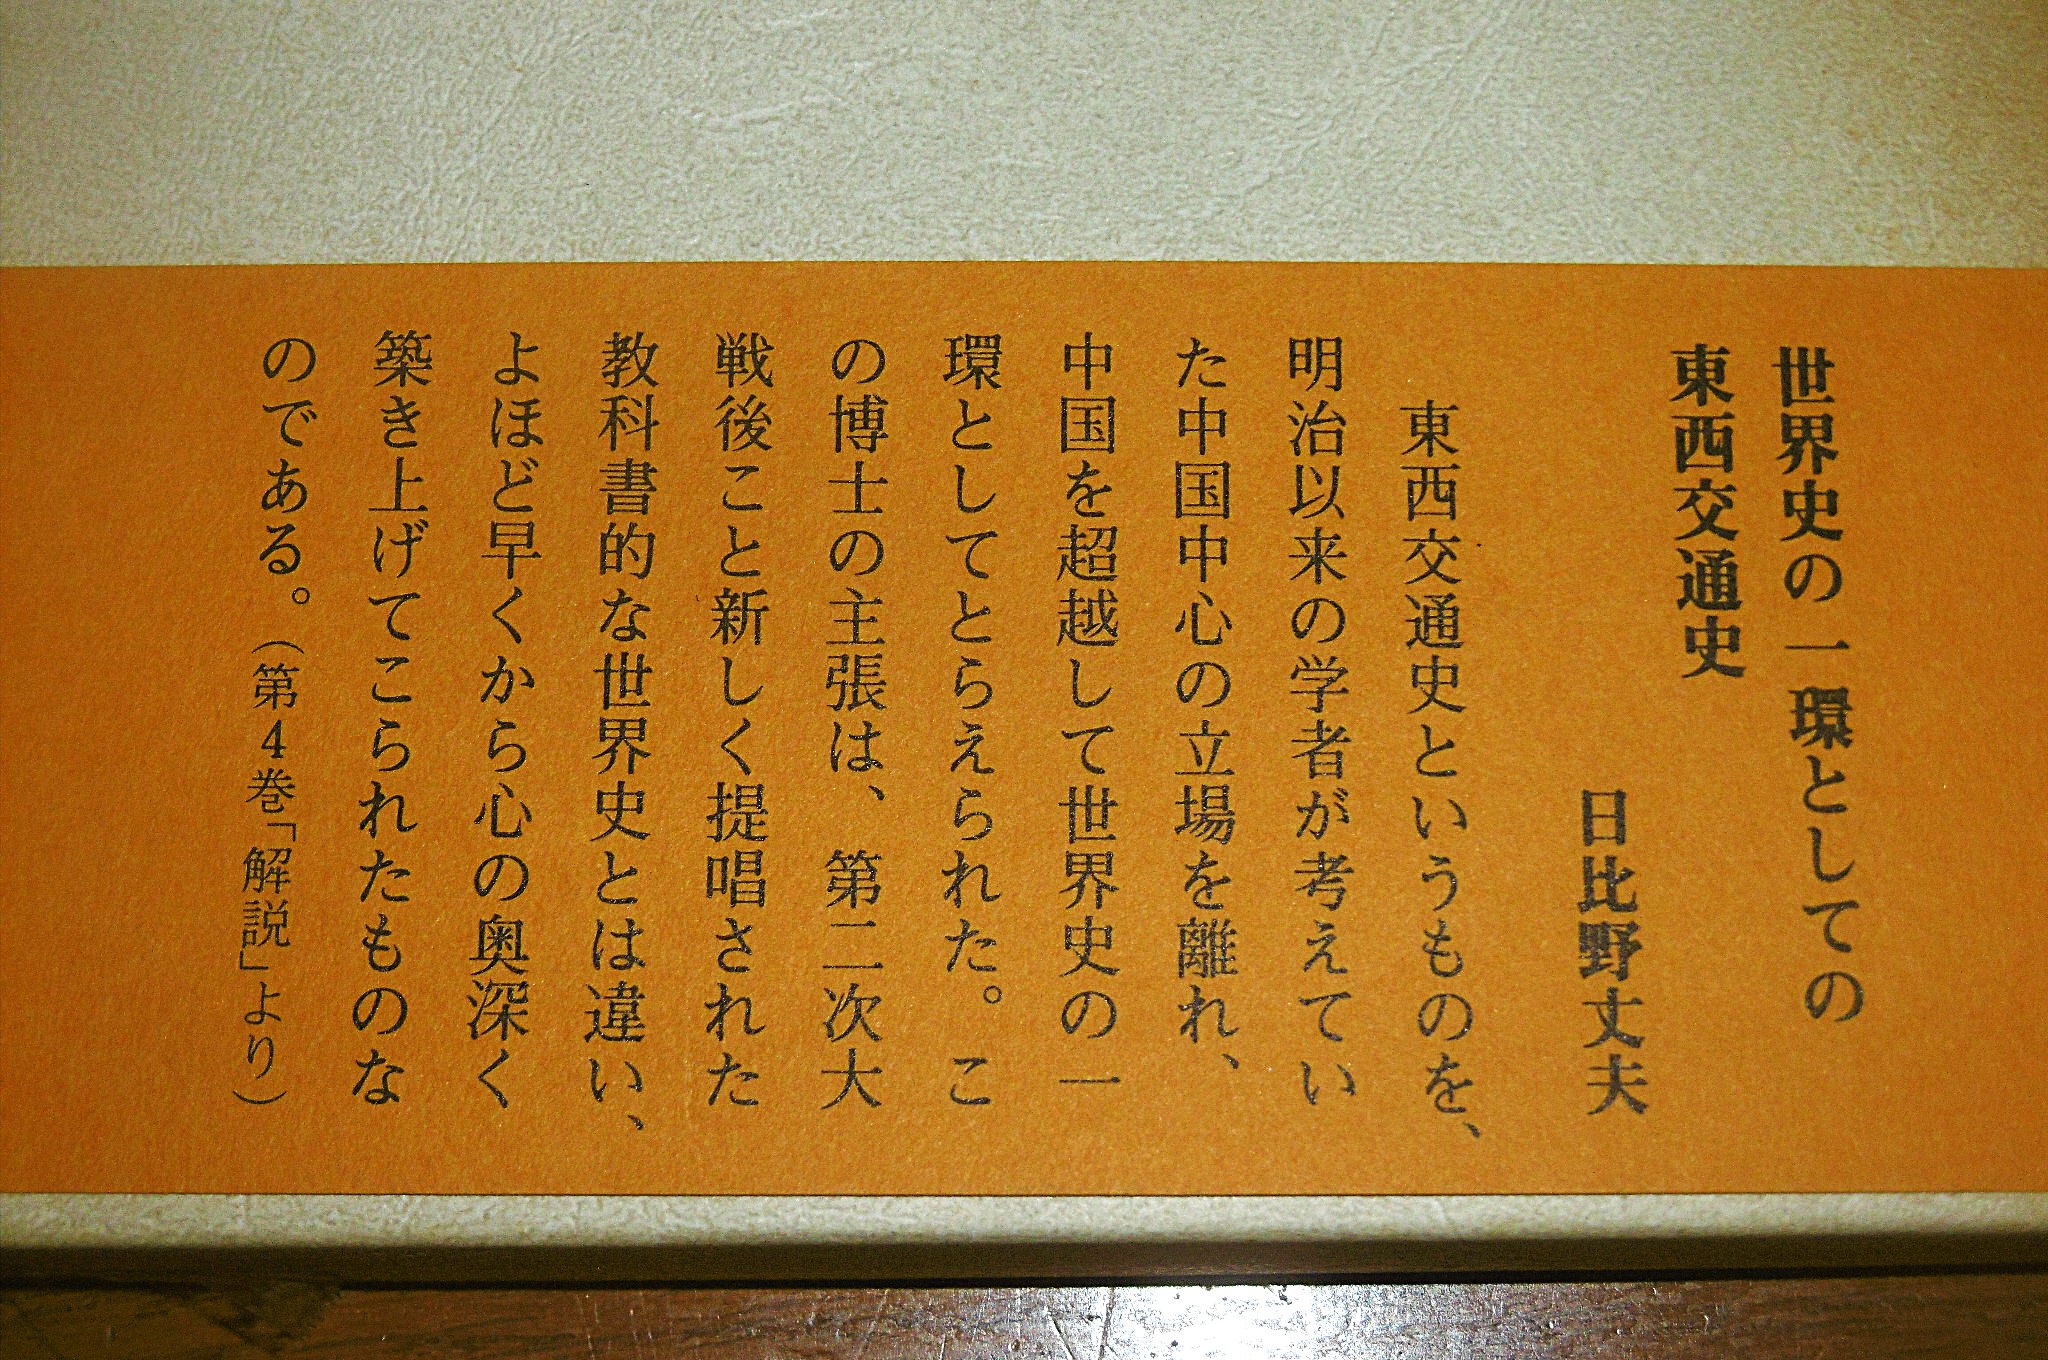 世界史の一環としての
東西交通史
日比野丈夫
東西交通史というものを、
明治以来の学者が考えてい
た中国中心の立場を離れ、
中国を超越して世界史の一
環としてとらえられた。こ
の博士の主張は、第二次大
戦後こと新しく提唱された
教科書的な世界史とは違い、
よほど早くから心の奥深く
築き上げてこられたものな
のである。（第4巻「解説」より）